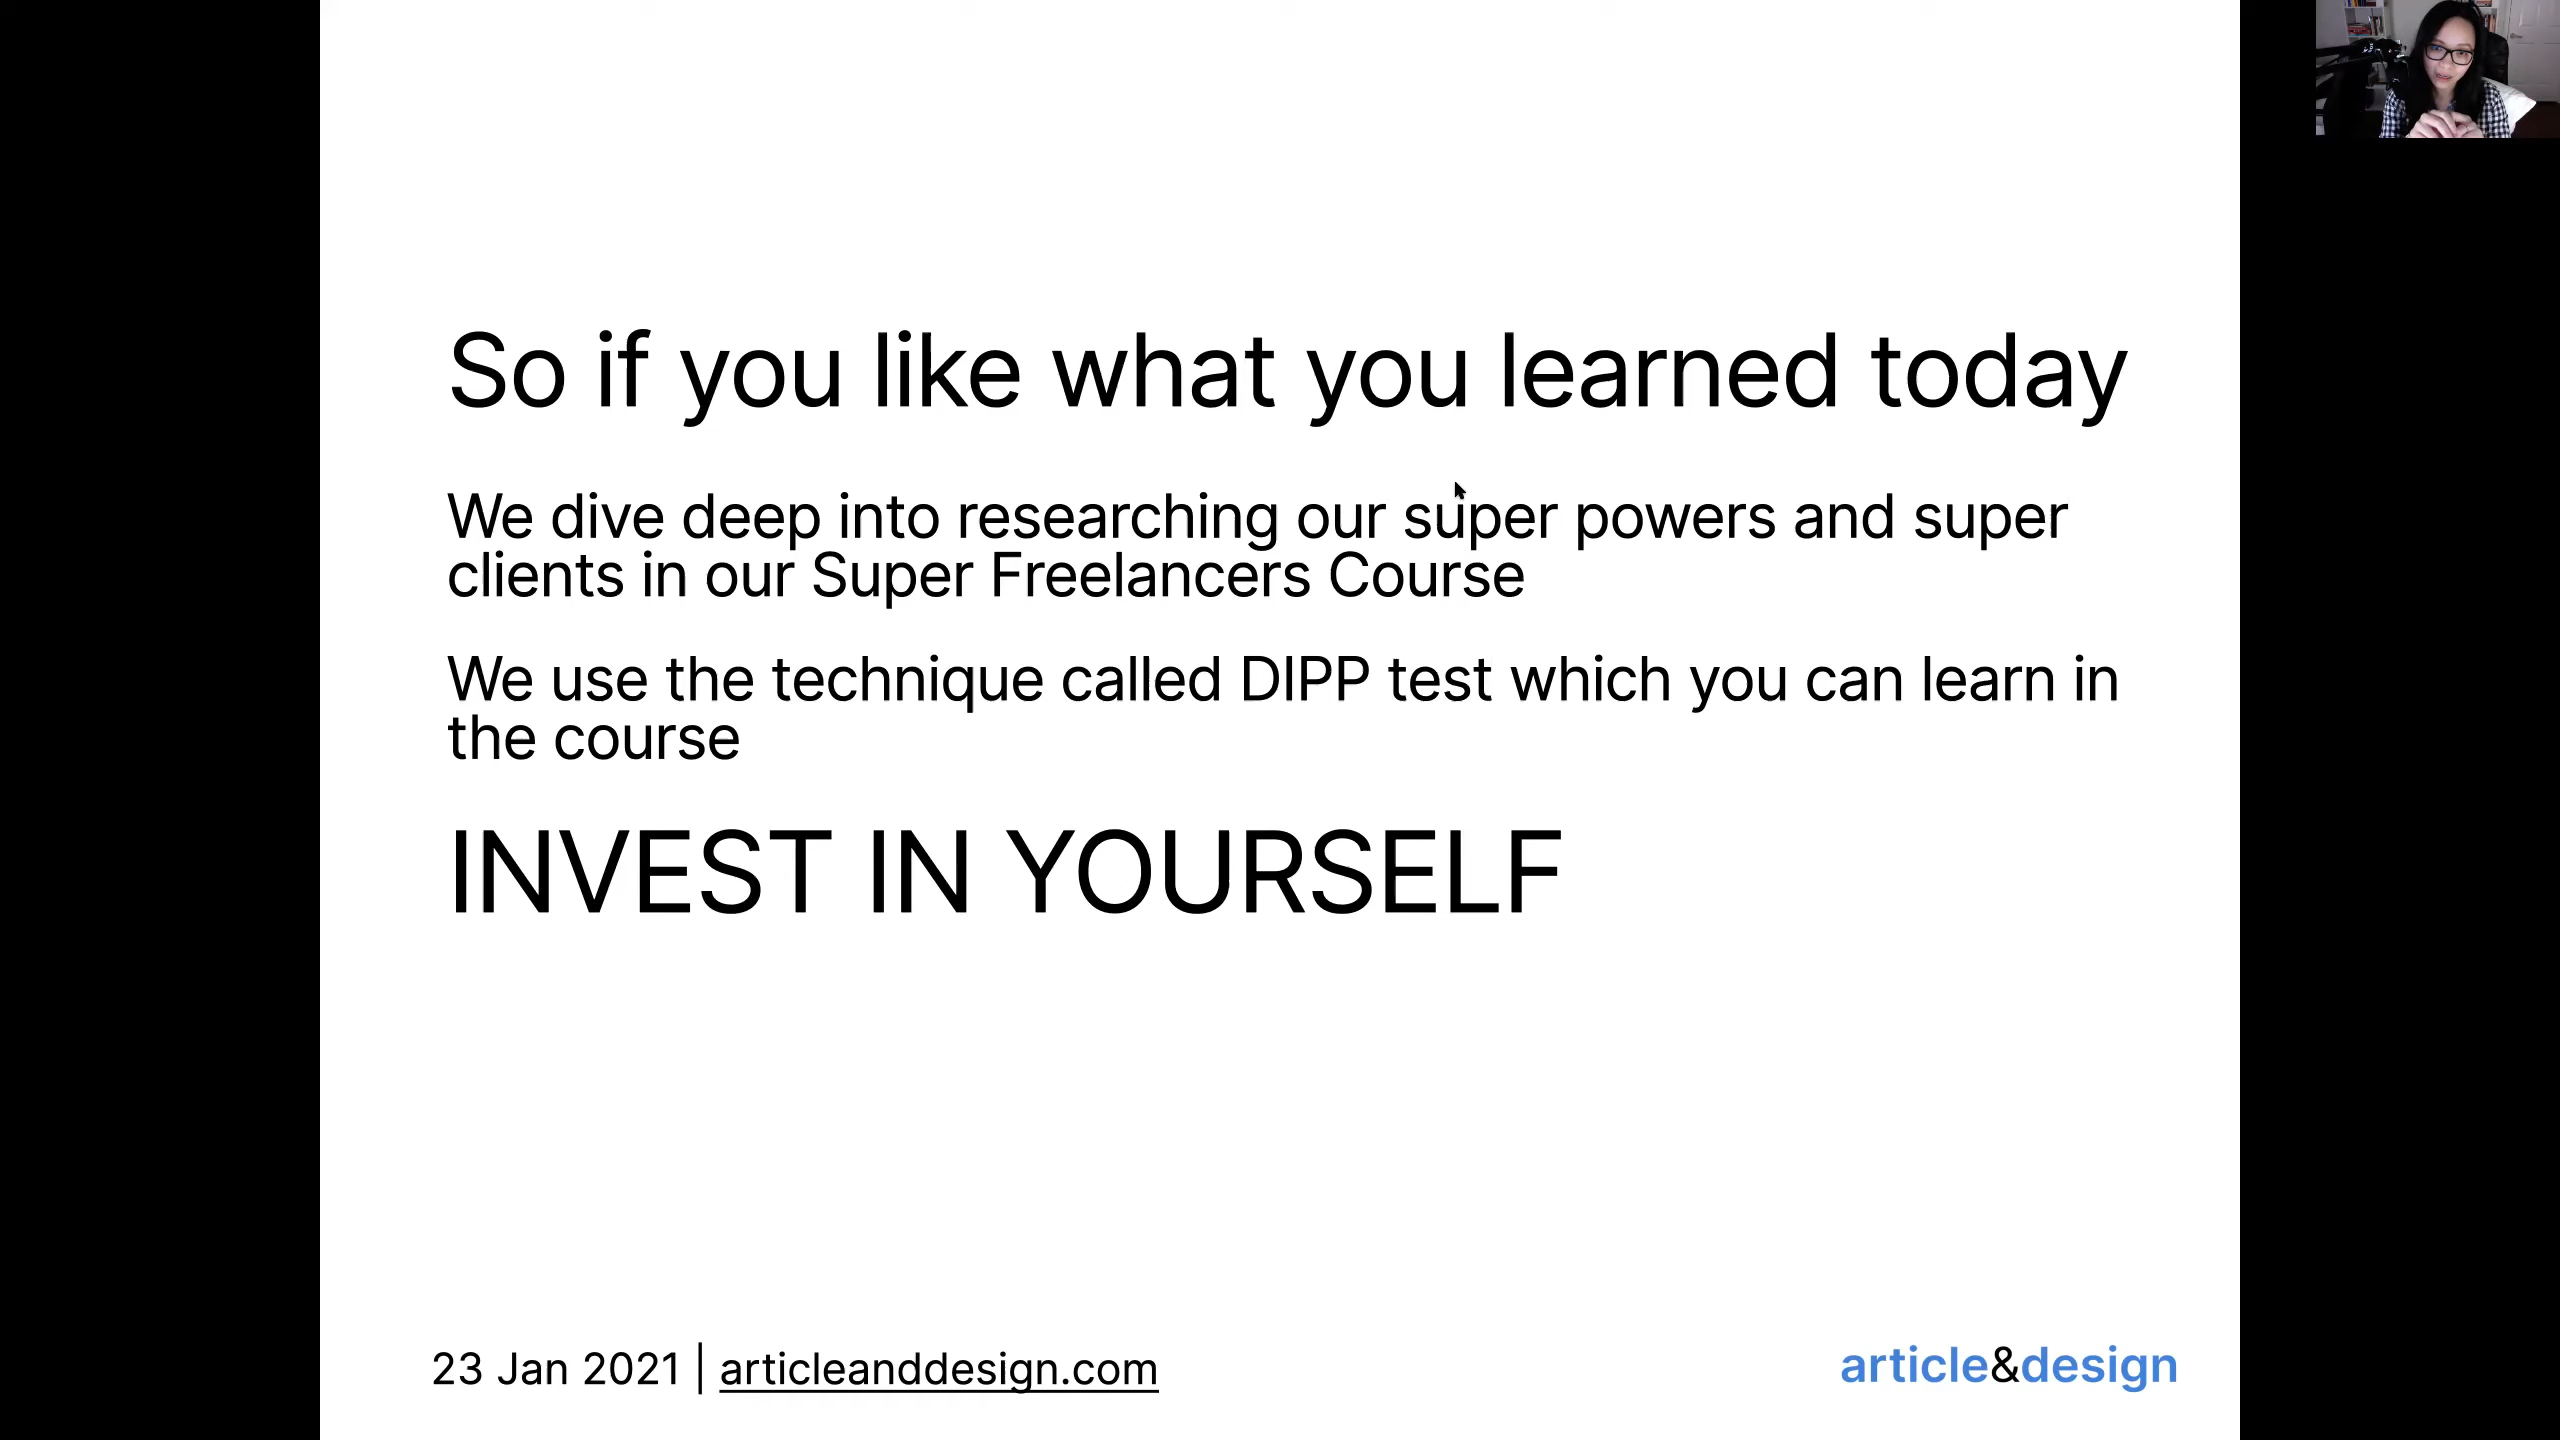 So if you like what you learned today
We dive deep into researching our super powers and super
clients in our Super Freelancers Course
We use the technique called DIPP test which you can learn in
the course
INVEST IN YOURSELF
23 Jan 2021 | articleanddesign.com
article&design